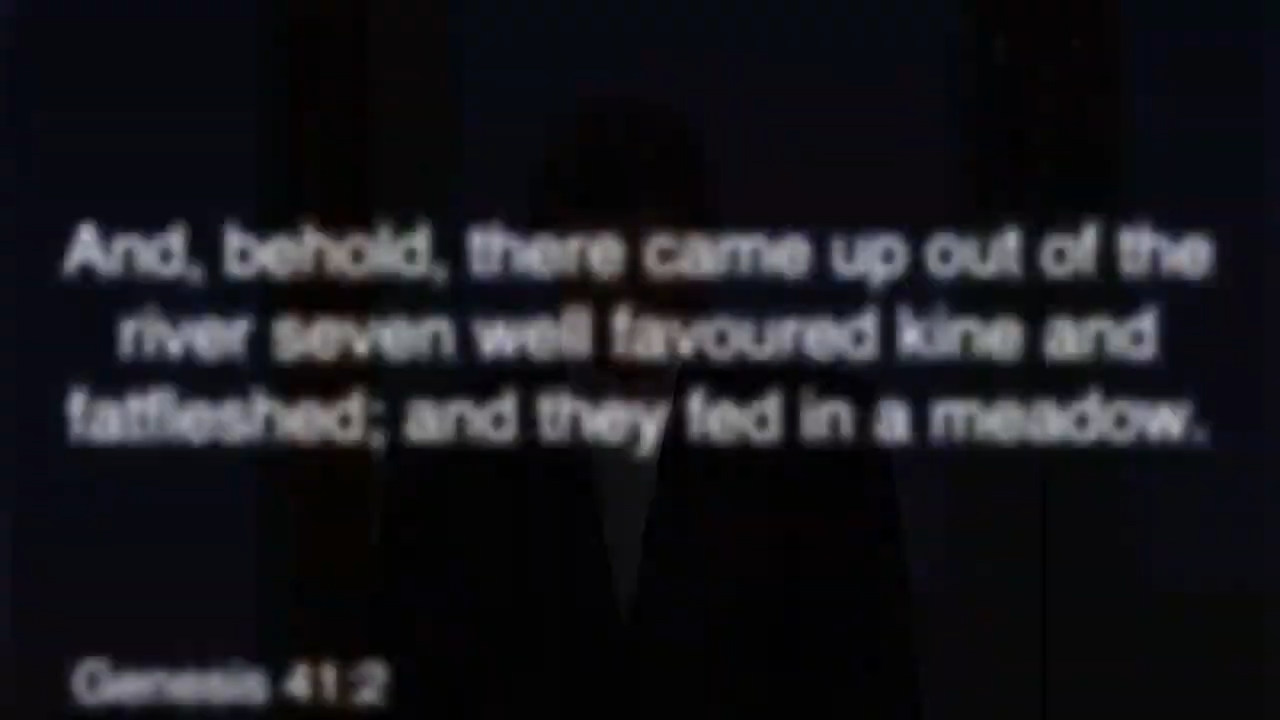 And, behold, there came up out of the
river seven well favoured kine and
fatfleshed; and they fed in a meadow.
Genesis 41:2